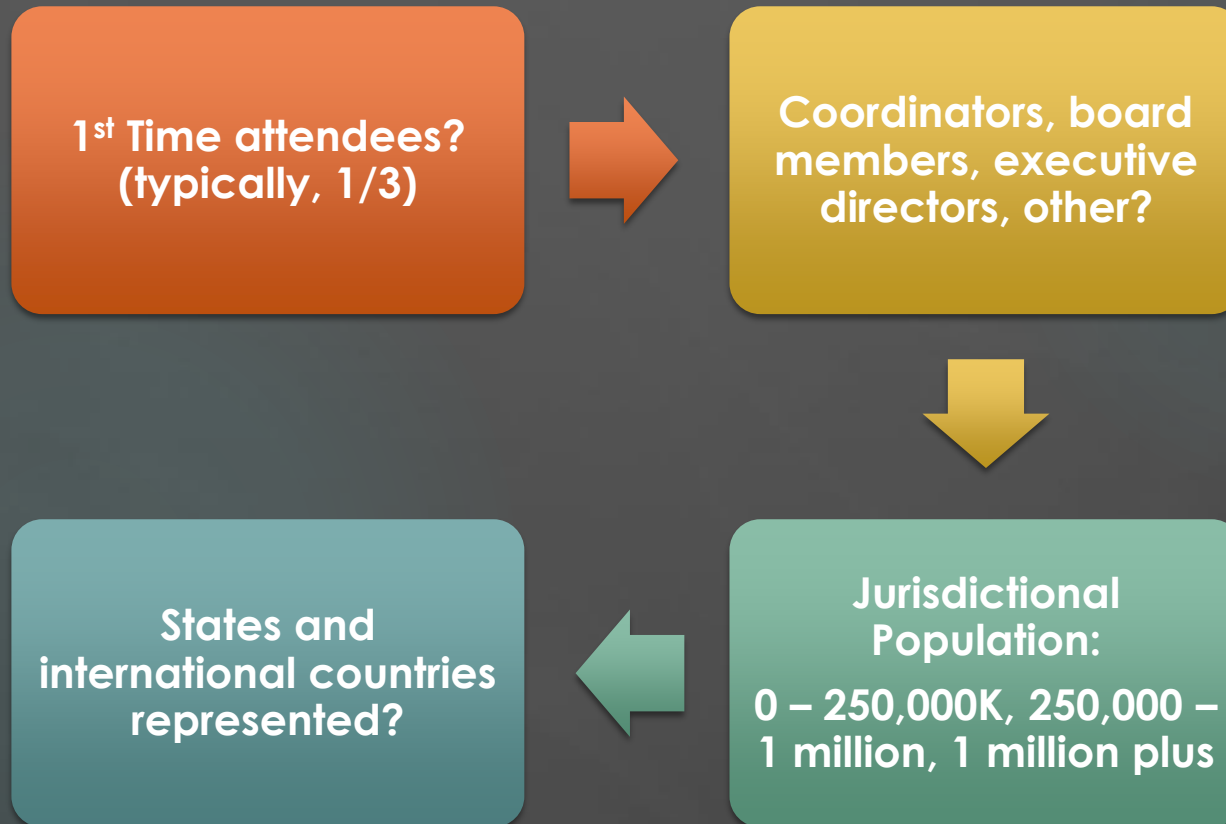 1st Time attendees?
(typically, 1/3)
Coordinators, board
members, executive
directors, other?
Jurisdictional
Population:
0 – 250,000K, 250,000 –
1 million, 1 million plus
States and
international countries
represented?